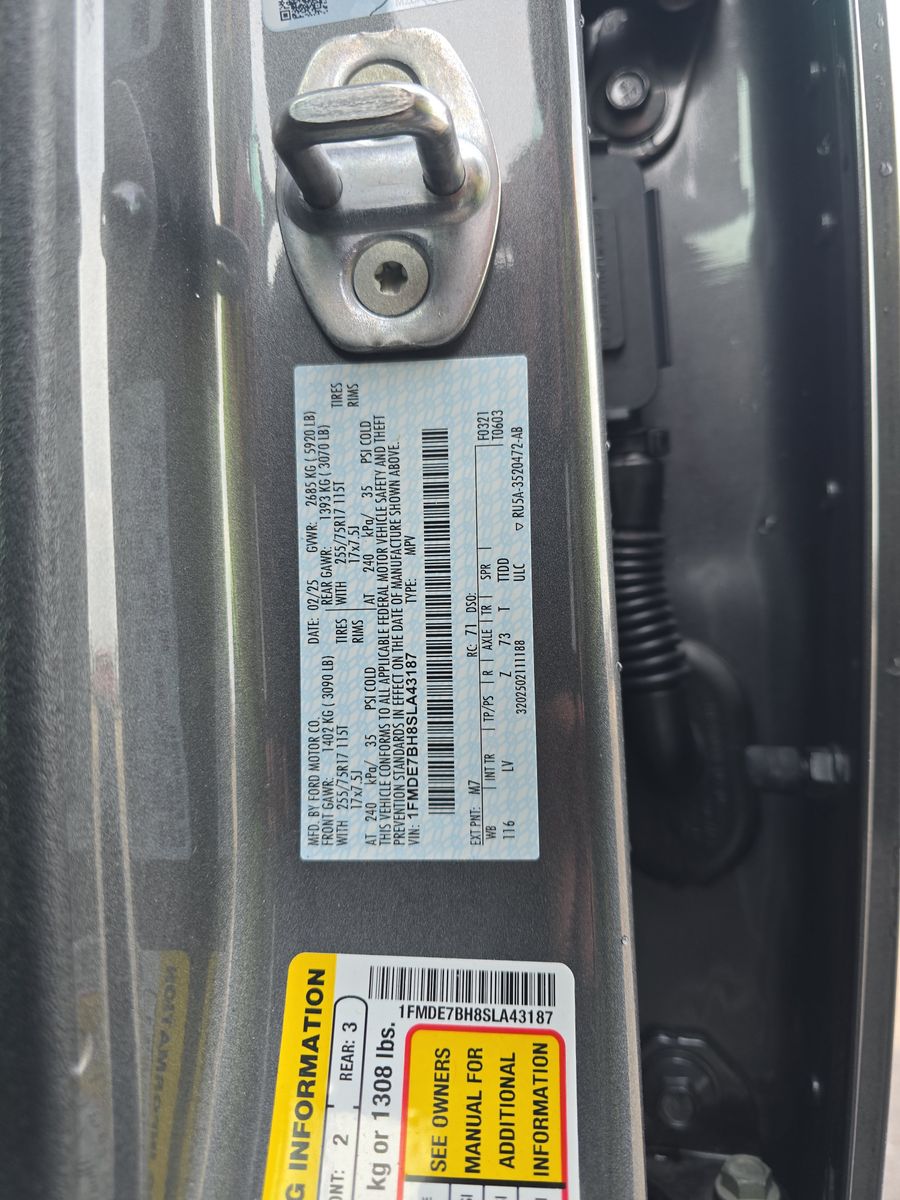 MFD. BY FORD MOTOR CO.
DATE: 02/25 GVWR: 2685 KG ( 5920 LB)
FRONT GAWR: 1402 KG ( 3090 LB)
REAR GAWR: 1393 KG ( 3070 LB)
WITH 255/75R17 115T TIRES
WITH 255/75R17 115T TIRES
17x7.5J RIMS
17x7.5J RIMS
AT 240 kPa/ 35 PSI COLD
AT 240 kPa/ 35 PSI COLD
THIS VEHICLE CONFORMS TO ALL APPLICABLE FEDERAL MOTOR VEHICLE SAFETY AND THEFT
PREVENTION STANDARDS IN EFFECT ON THE DATE OF MANUFACTURE SHOWN ABOVE.
VIN: 1FMDE7BH8SLA43187 TYPE: MPV
F0321
EXT PNT: M7 RC: 71 DSO: T0603
WB INT TR TP/PS R AXLE TR SPR
116 LV Z 73 T TTDD
ULC
3202502111188 ▽ RU5A-3520472-AB
G INFORMATION
ONT: 2 REAR: 3
kg or 1308 lbs.
1FMDE7BH8SLA43187
SEE OWNERS
MANUAL FOR
ADDITIONAL
INFORMATION